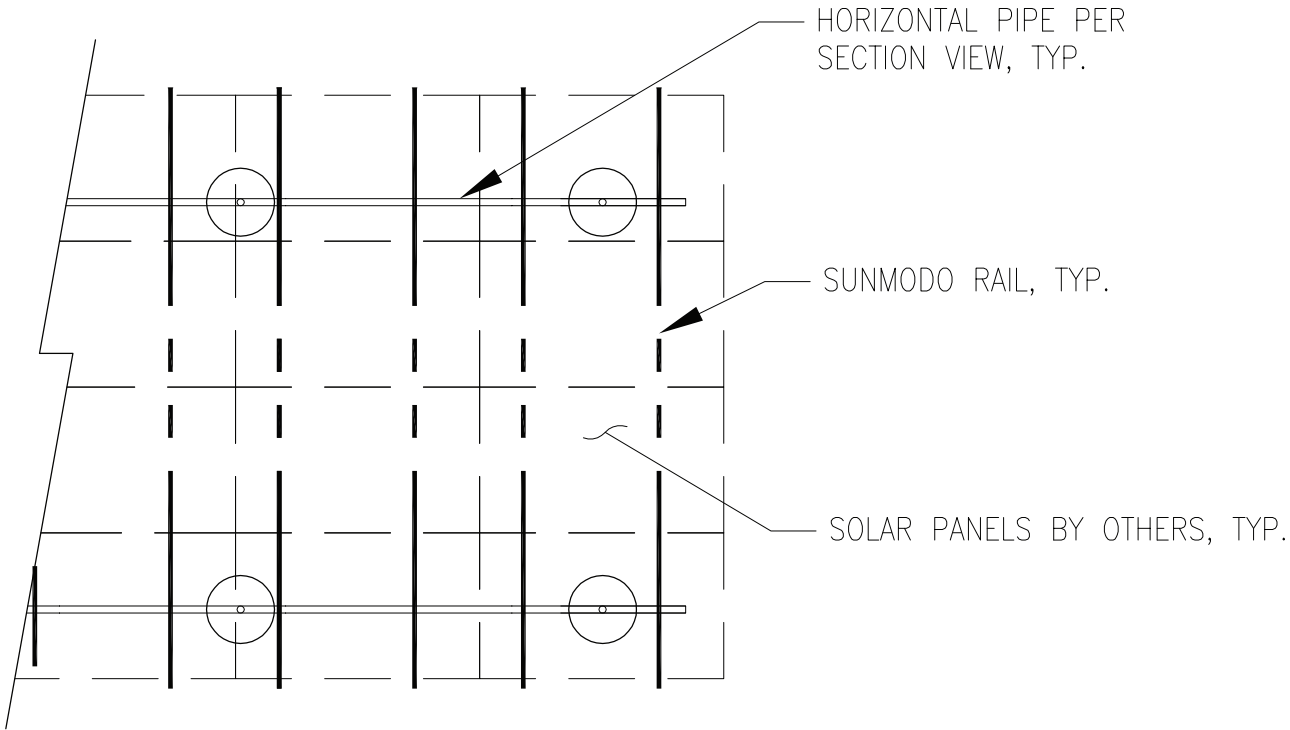 HORIZONTAL PIPE PER
SECTION VIEW, TYP.
SUNMODO RAIL, TYP.
SOLAR PANELS BY OTHERS, TYP.